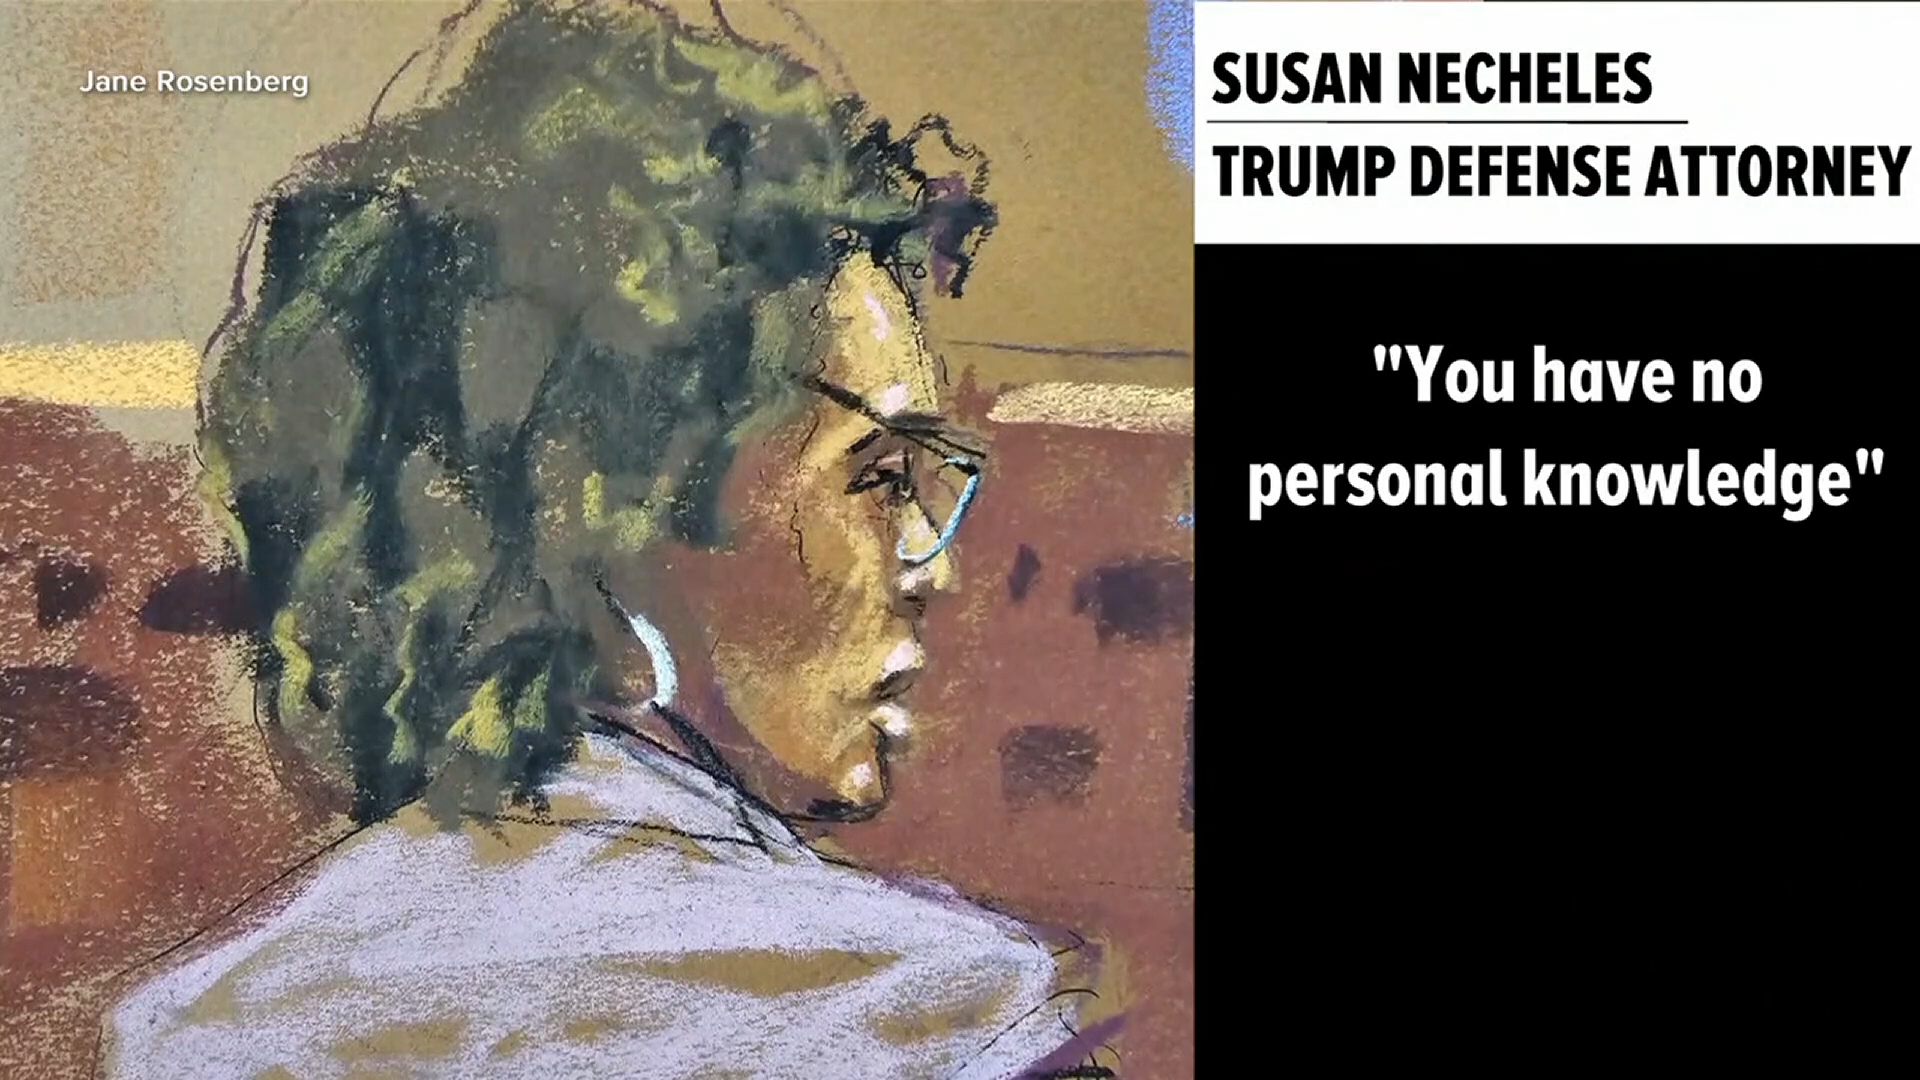 Jane Rosenberg
SUSAN NECHELES
TRUMP DEFENSE ATTORNEY
"You have no
personal knowledge"